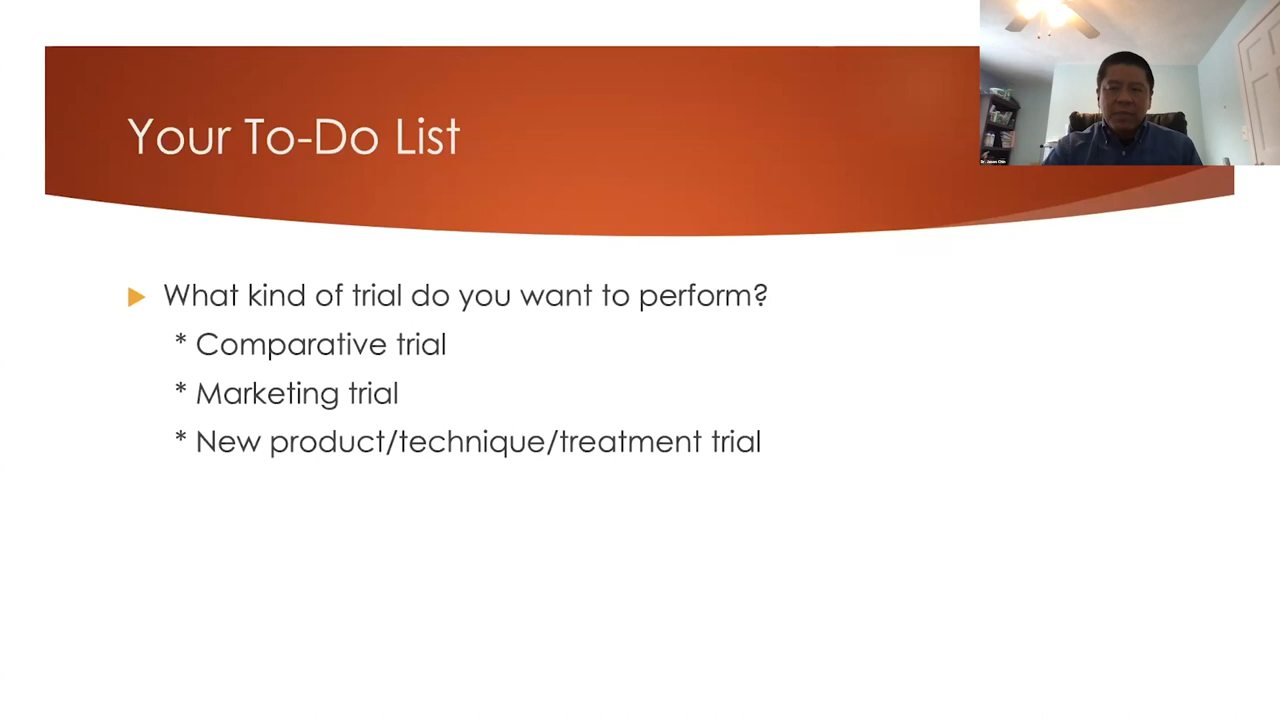 Your To-Do List
What kind of trial do you want to perform?
* Comparative trial
* Marketing trial
* New product/technique/treatment trial